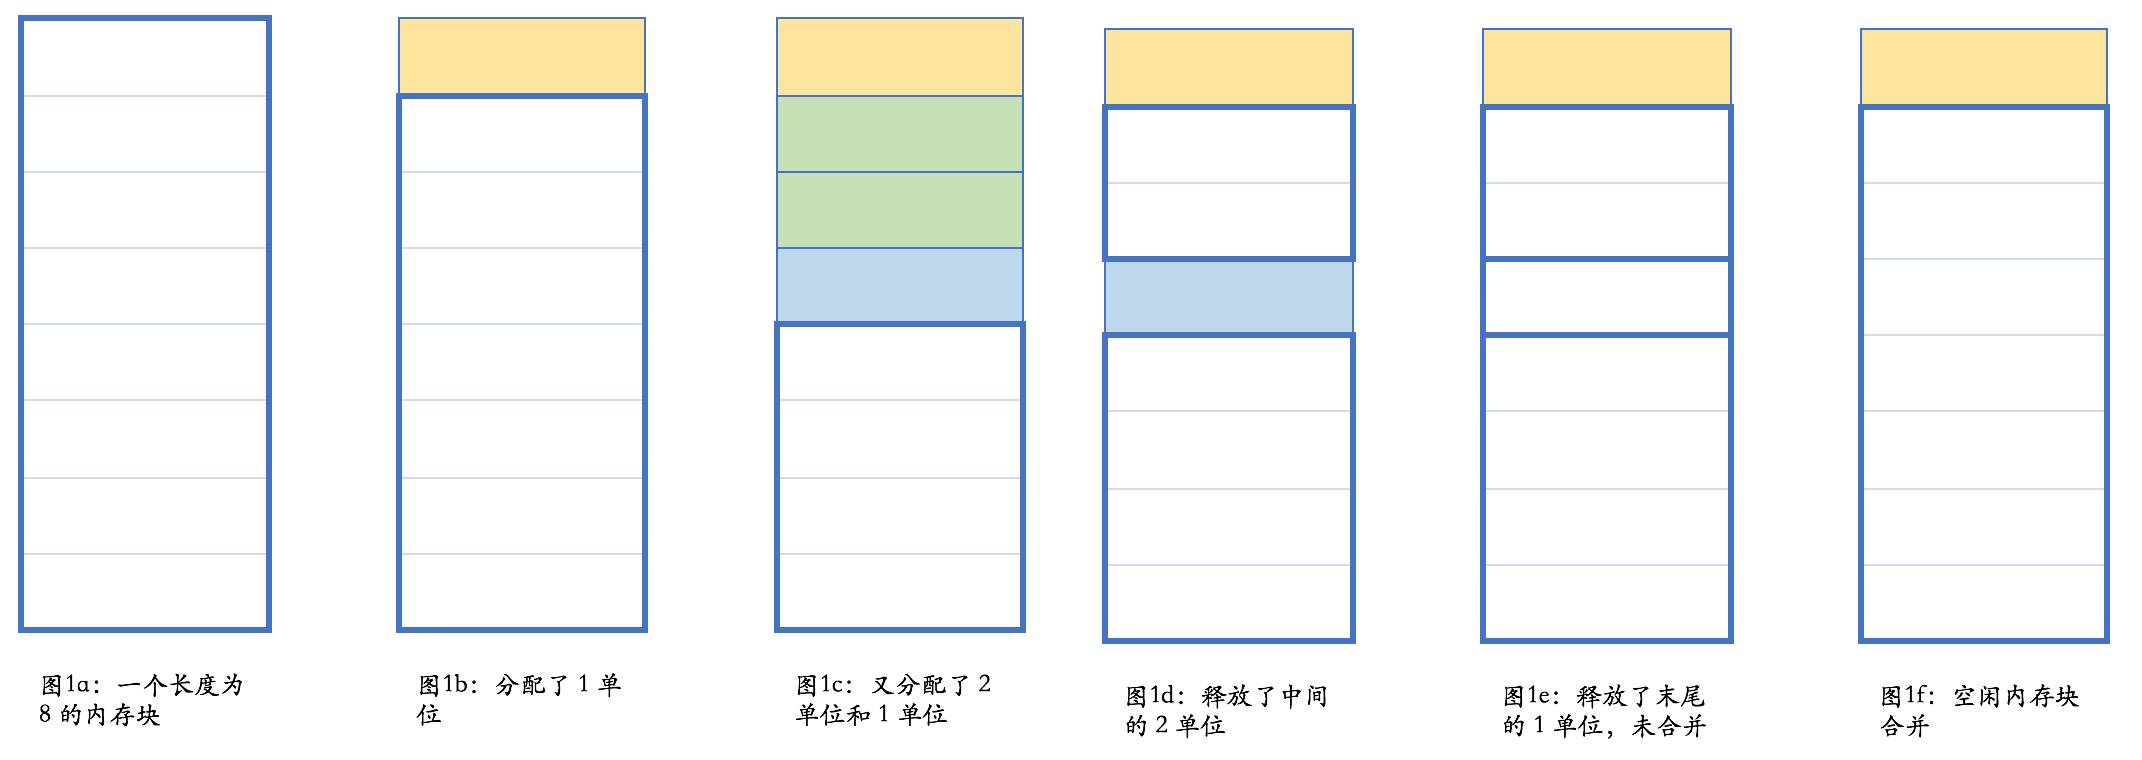 图1a：一个长度为
8 的内存块
图1b：分配了 1 单
位
图1c：又分配了 2
单位和 1 单位
图1d：释放了中间
的 2 单位
图1e：释放了末尾
的 1 单位，未合并
图1f：空闲内存块
合并